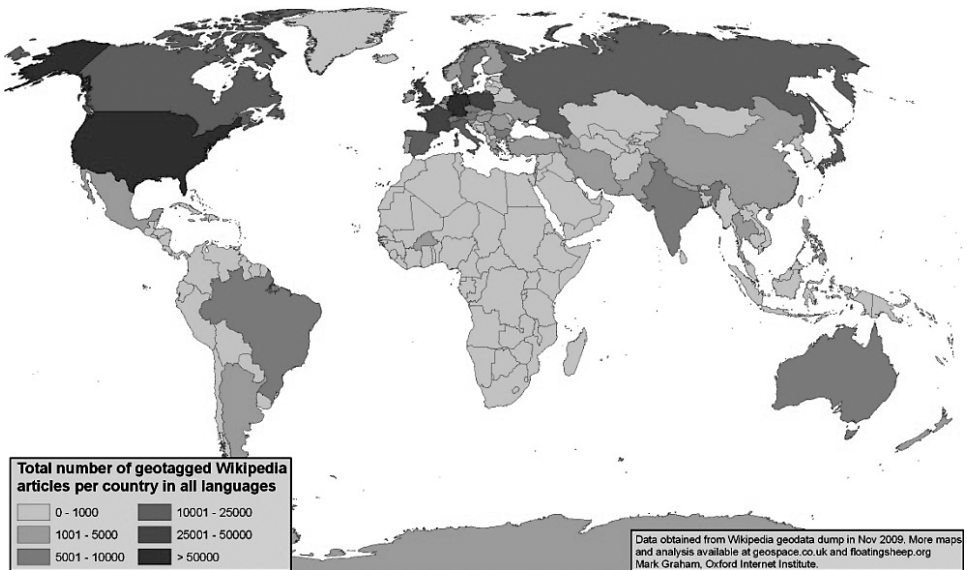 Total number of geotagged Wikipedia
articles per country in all languages
0 - 1000
10001 - 25000
1001 - 5000
25001 - 50000
5001 - 10000
> 50000
Data obtained from Wikipedia geodata dump in Nov 2009. More maps
and analysis available at geospace.co.uk and floatingsheep.org
Mark Graham, Oxford Internet Institute.